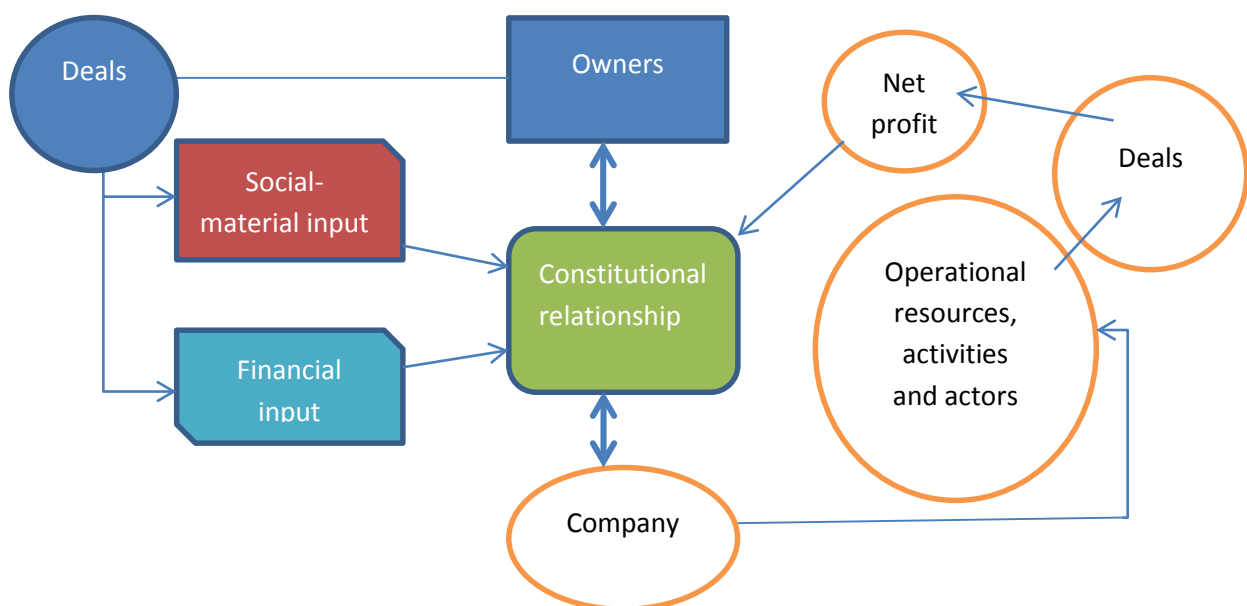 Deals
Owners
Net
profit
Deals
Social-
material input
Constitutional
relationship
Operational
resources,
activities
and actors
Financial
input
Company